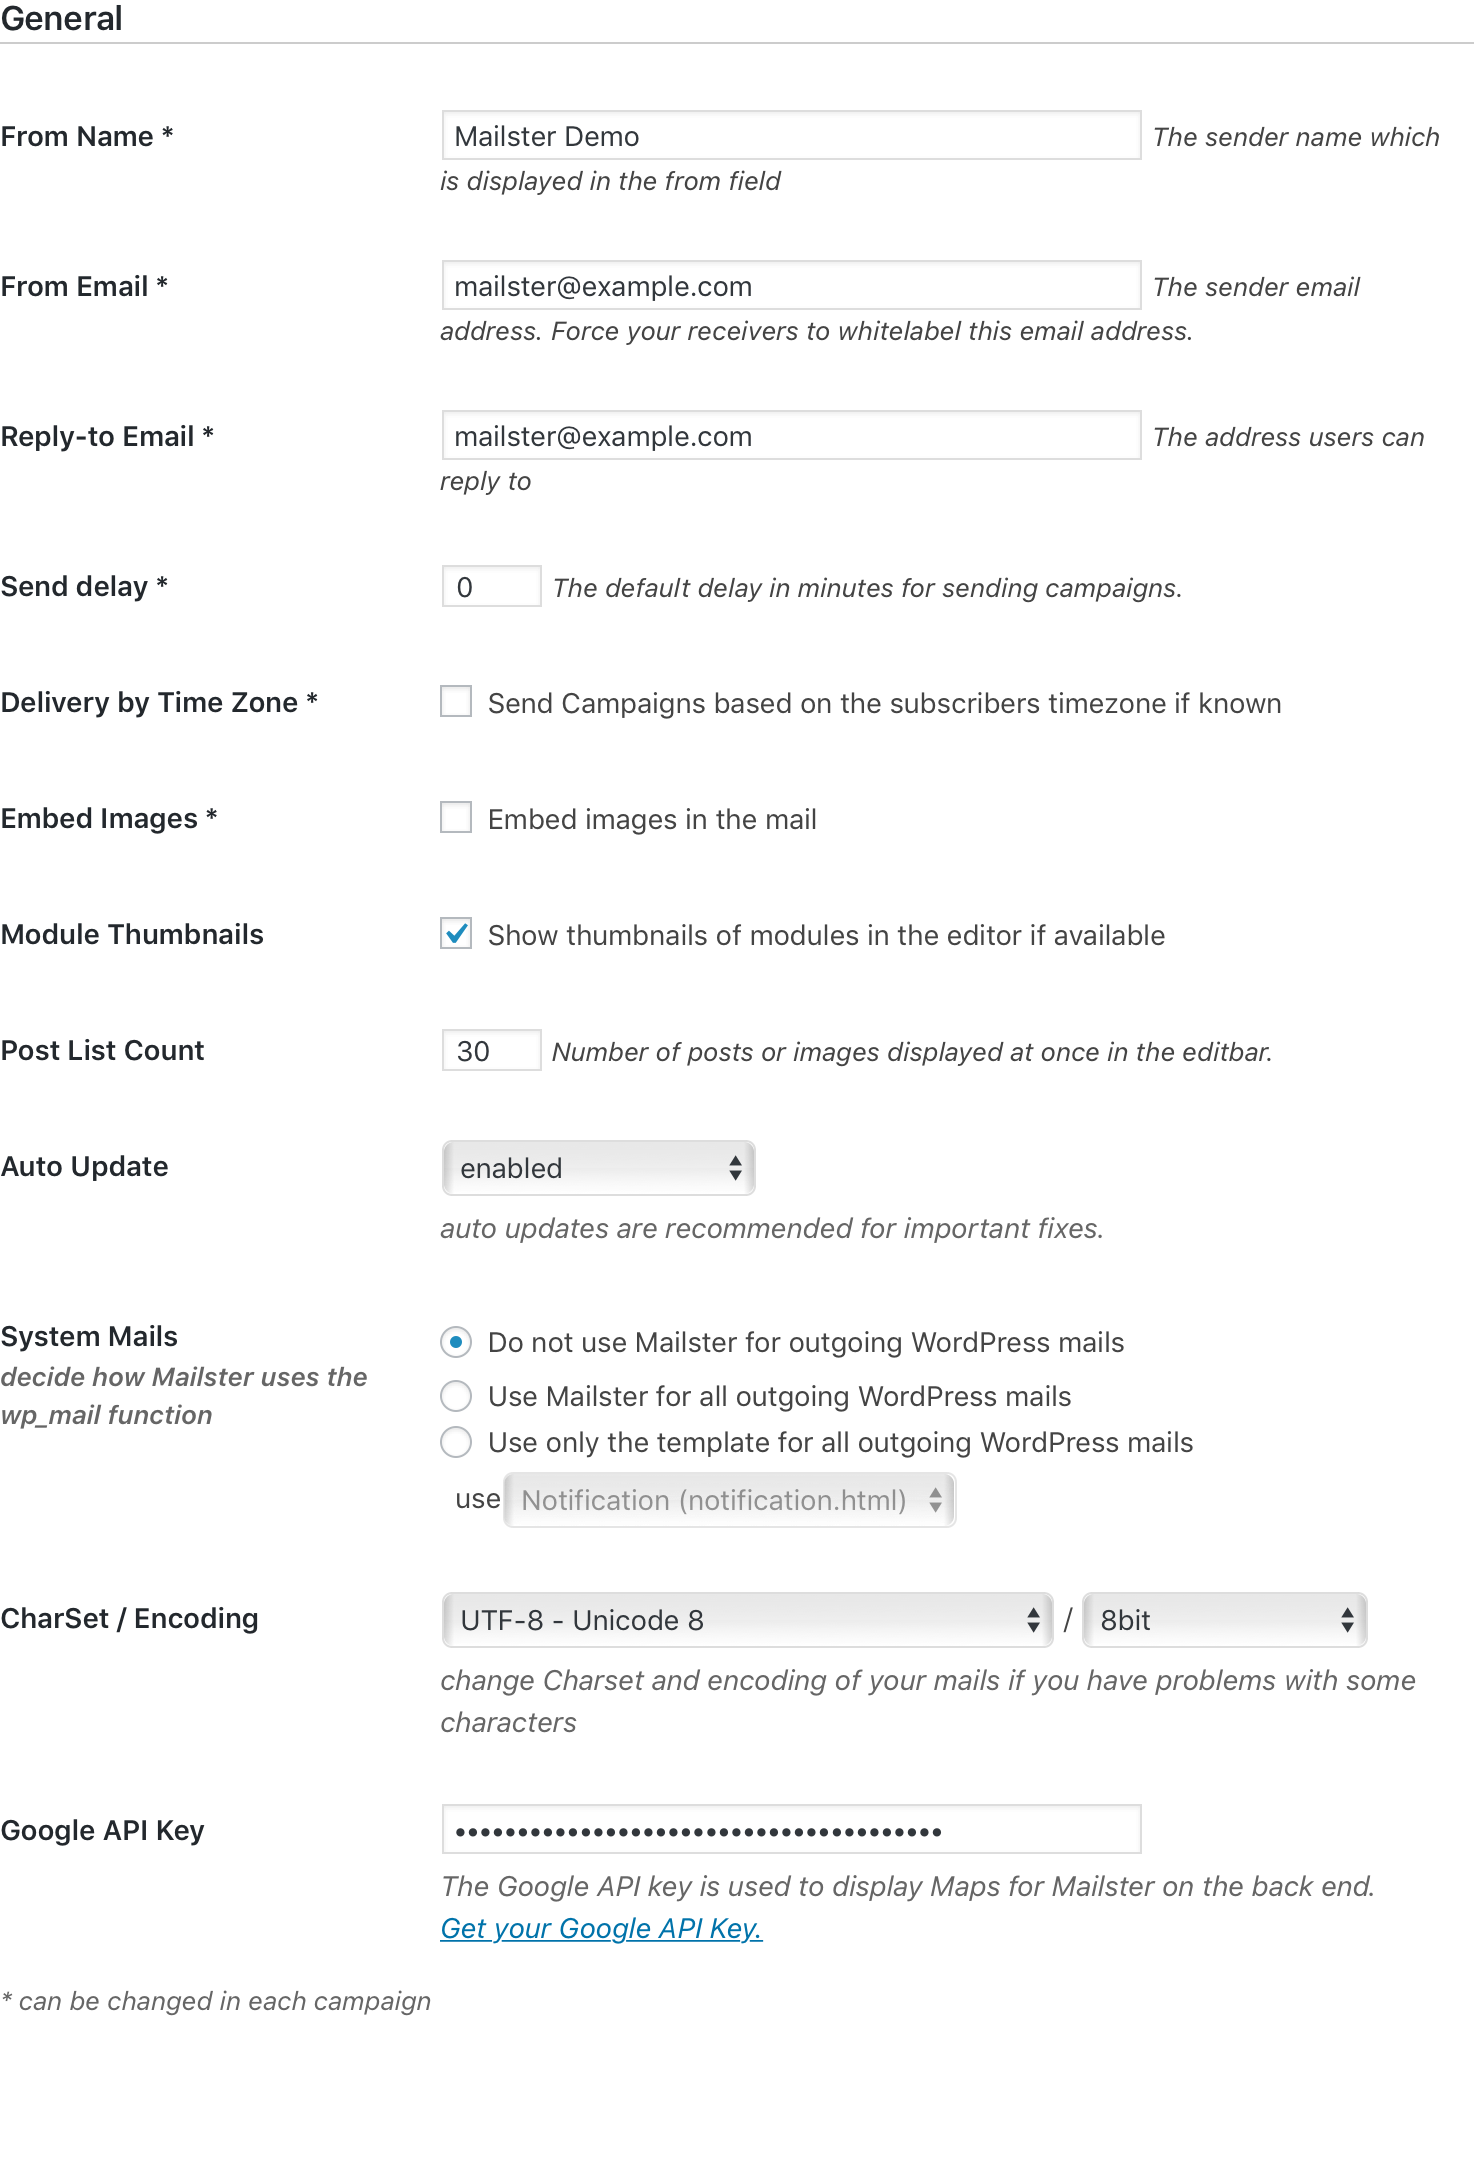 General
From Name *
Mailster Demo
The sender name which
is displayed in the from field
From Email *
mailster@example.com
The sender email
address. Force your receivers to whitelabel this email address.
Reply-to Email *
mailster@example.com
The address users can
reply to
Send delay *
0
The default delay in minutes for sending campaigns.
Delivery by Time Zone *
Send Campaigns based on the subscribers timezone if known
Embed Images *
Embed images in the mail
Module Thumbnails
Show thumbnails of modules in the editor if available
Post List Count
30
Number of posts or images displayed at once in the editbar.
Auto Update
enabled
auto updates are recommended for important fixes.
System Mails
decide how Mailster uses the
wp_mail function
Do not use Mailster for outgoing WordPress mails
Use Mailster for all outgoing WordPress mails
Use only the template for all outgoing WordPress mails
use Notification (notification.html)
CharSet / Encoding
UTF-8 - Unicode 8 / 8bit
change Charset and encoding of your mails if you have problems with some
characters
Google API Key
•••••••••••••••••••••••••••••••••••••••
The Google API key is used to display Maps for Mailster on the back end.
Get your Google API Key.
* can be changed in each campaign